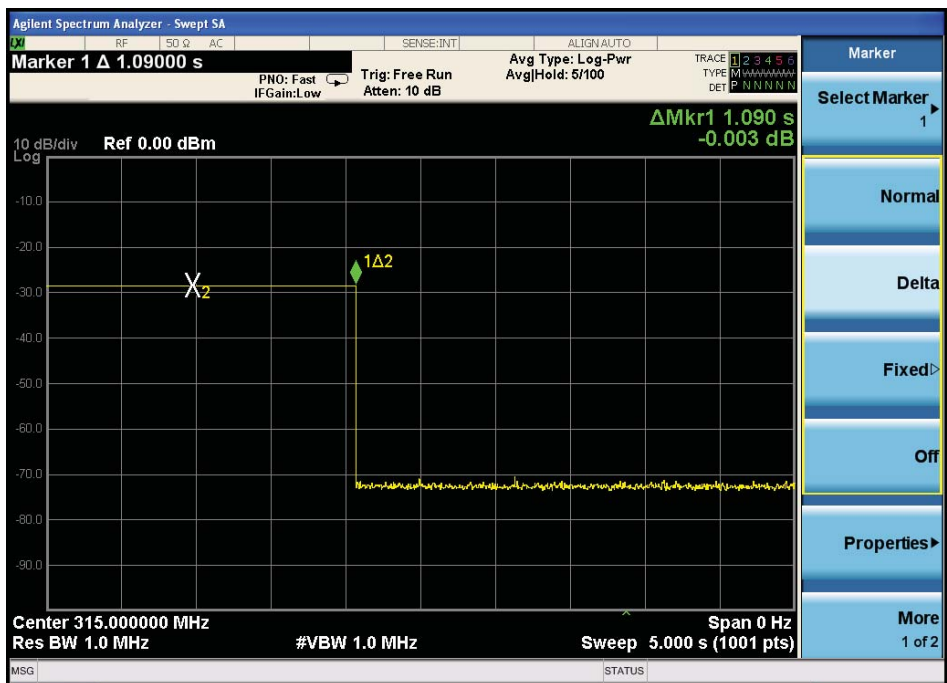 Agilent Spectrum Analyzer - Swept SA
LXI RF 50 Ω AC SENSE:INT ALIGNAUTO
Marker 1 Δ 1.09000 s
PNO: Fast
IFGain:Low
Trig: Free Run
Atten: 10 dB
Avg Type: Log-Pwr
Avg|Hold: 5/100
TRACE 1 2 3 4 5 6
TYPE M
DET P N N N N N
ΔMkr1 1.090 s
-0.003 dB
10 dB/div Ref 0.00 dBm
Log
-10.0
-20.0
-30.0
-40.0
-50.0
-60.0
-70.0
-80.0
-90.0
1Δ2
X2
Center 315.000000 MHz Span 0 Hz
Res BW 1.0 MHz #VBW 1.0 MHz Sweep 5.000 s (1001 pts)
MSG STATUS
Marker
Select Marker
1
Normal
Delta
Fixed
Off
Properties
More
1 of 2